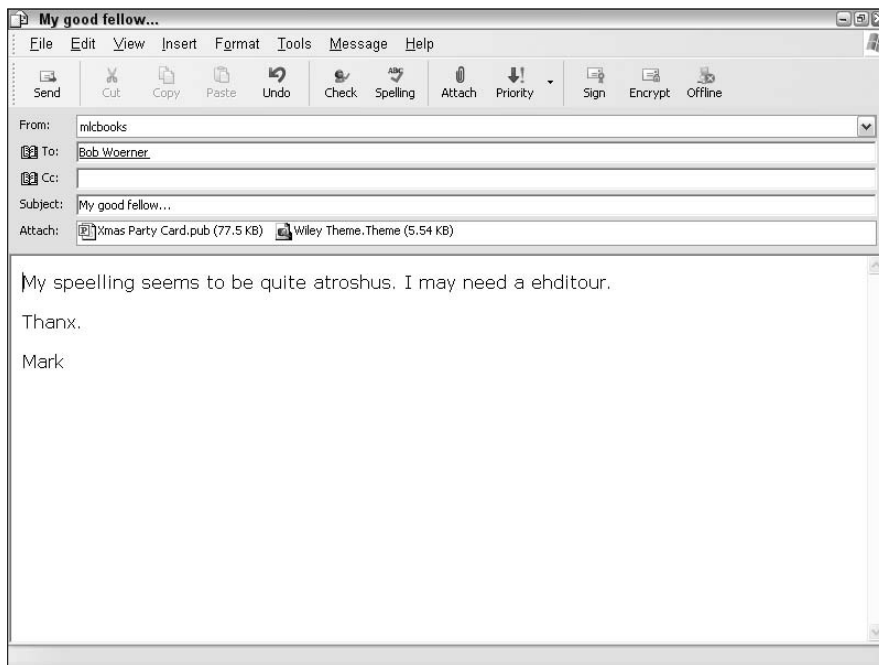 My good fellow...
File Edit View Insert Format Tools Message Help
ABC
Send Cut Copy Paste Undo Check Spelling Attach Priority Sign Encrypt Offline
From: mlcbooks
To: Bob Woerner
Cc:
Subject: My good fellow...
Attach: Xmas Party Card.pub (77.5 KB) Wiley Theme.Theme (5.54 KB)
My speelling seems to be quite atroshus. I may need a ehditour.
Thanx.
Mark